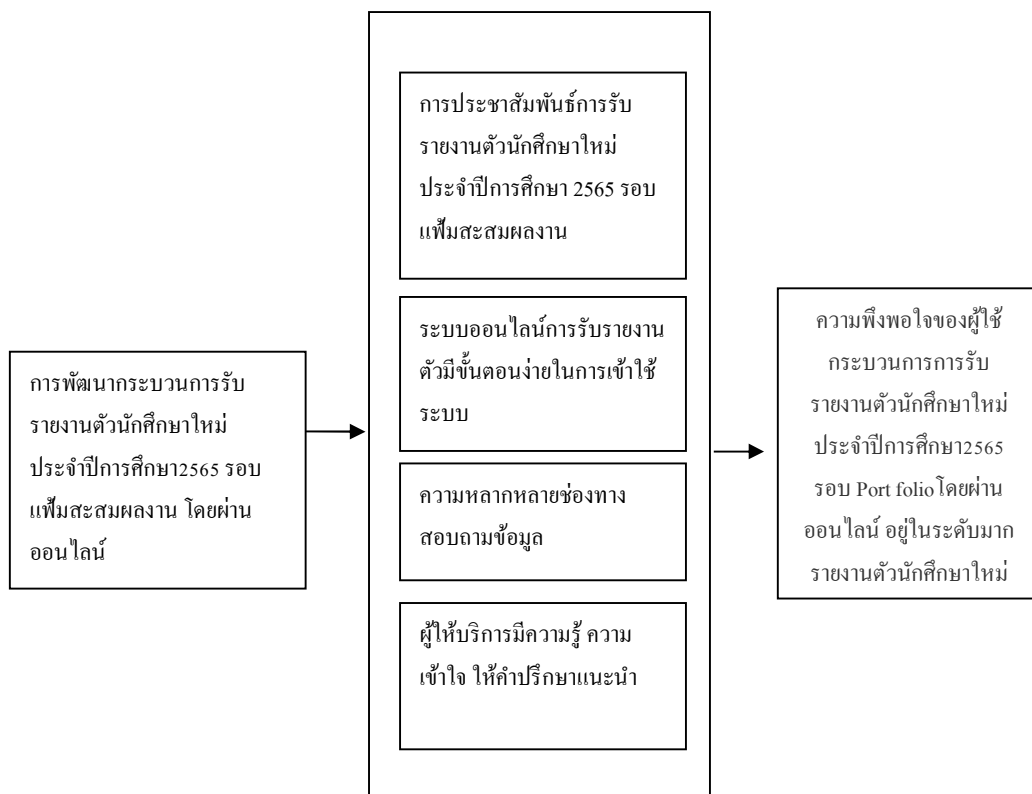 การพัฒนากระบวนการรับ
รายงานตัวนักศึกษาใหม่
ประจำปีการศึกษา2565 รอบ
แฟ้มสะสมผลงาน โดยผ่าน
ออนไลน์
การประชาสัมพันธ์การรับ
รายงานตัวนักศึกษาใหม่
ประจำปีการศึกษา 2565 รอบ
แฟ้มสะสมผลงาน
ระบบออนไลน์การรับรายงาน
ตัวมีขั้นตอนง่ายในการเข้าใช้
ระบบ
ความหลากหลายช่องทาง
สอบถามข้อมูล
ผู้ให้บริการมีความรู้ ความ
เข้าใจ ให้คำปรึกษาแนะนำ
ความพึงพอใจของผู้ใช้
กระบวนการการรับ
รายงานตัวนักศึกษาใหม่
ประจำปีการศึกษา2565
รอบ Port folioโดยผ่าน
ออนไลน์ อยู่ในระดับมาก
รายงานตัวนักศึกษาใหม่